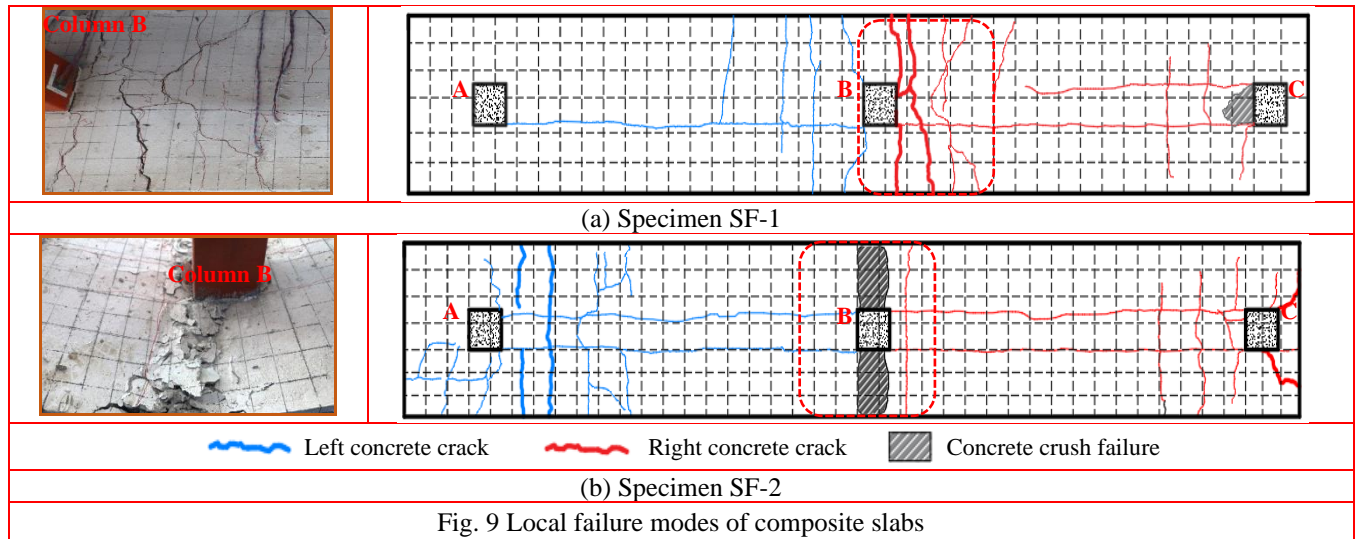 Column B
A
B
C
(a) Specimen SF-1
Column B
A
B
C
Left concrete crack
Right concrete crack
Concrete crush failure
(b) Specimen SF-2
Fig. 9 Local failure modes of composite slabs